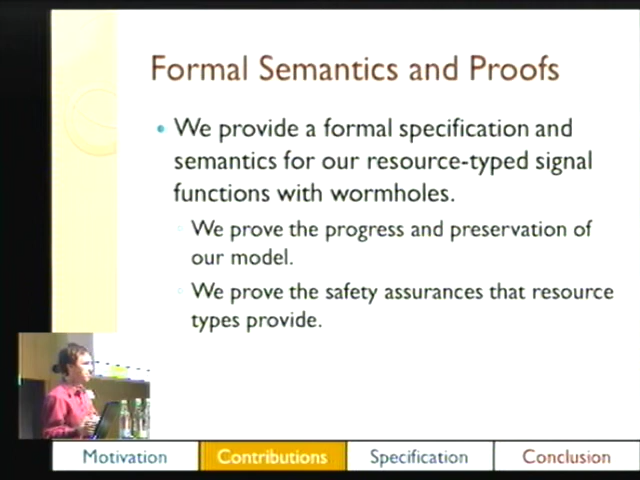 Formal Semantics and Proofs
We provide a formal specification and
semantics for our resource-typed signal
functions with wormholes.
We prove the progress and preservation of
our model.
We prove the safety assurances that resource
types provide.
Motivation
Contributions
Specification
Conclusion